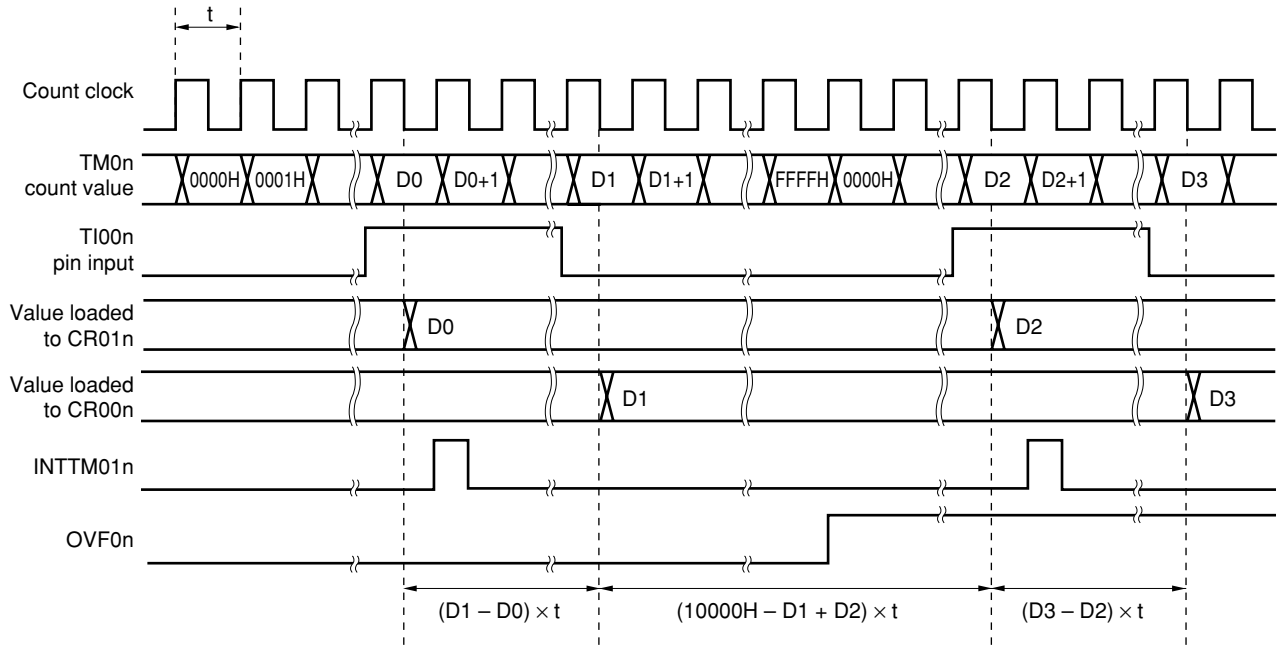 t
Count clock
TM0n
count value
0000H 0001H D0 D0+1 D1 D1+1 FFFFH 0000H D2 D2+1 D3
TI00n
pin input
Value loaded
to CR01n
D0 D2
Value loaded
to CR00n
D1 D3
INTTM01n
OVF0n
(D1 – D0) × t (10000H – D1 + D2) × t (D3 – D2) × t